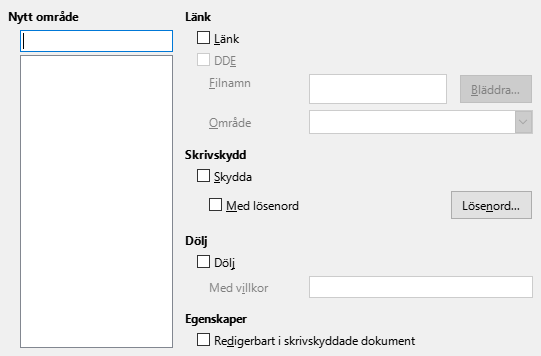 Nytt område
Länk
Länk
DDE
Filnamn
Bläddra...
Område
Skrivskydd
Skydda
Med lösenord
Lösenord...
Dölj
Dölj
Med villkor
Egenskaper
Redigerbart i skrivskyddade dokument